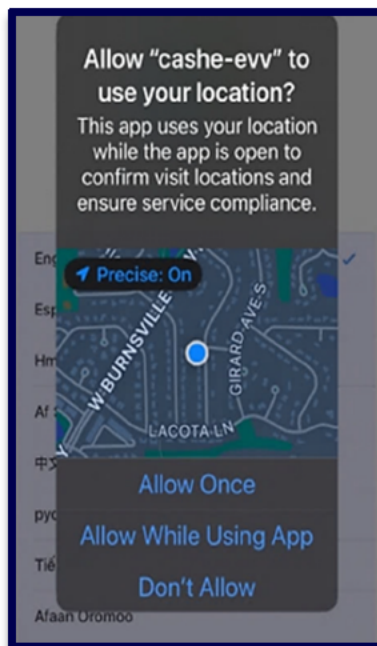 Allow “cashe-evv” to
use your location?
This app uses your location
while the app is open to
confirm visit locations and
ensure service compliance.
Precise: On
W BURNSVILLE
GIRARD AVE S
LACOTA LN
Allow Once
Allow While Using App
Don’t Allow
Afaan Oromoo